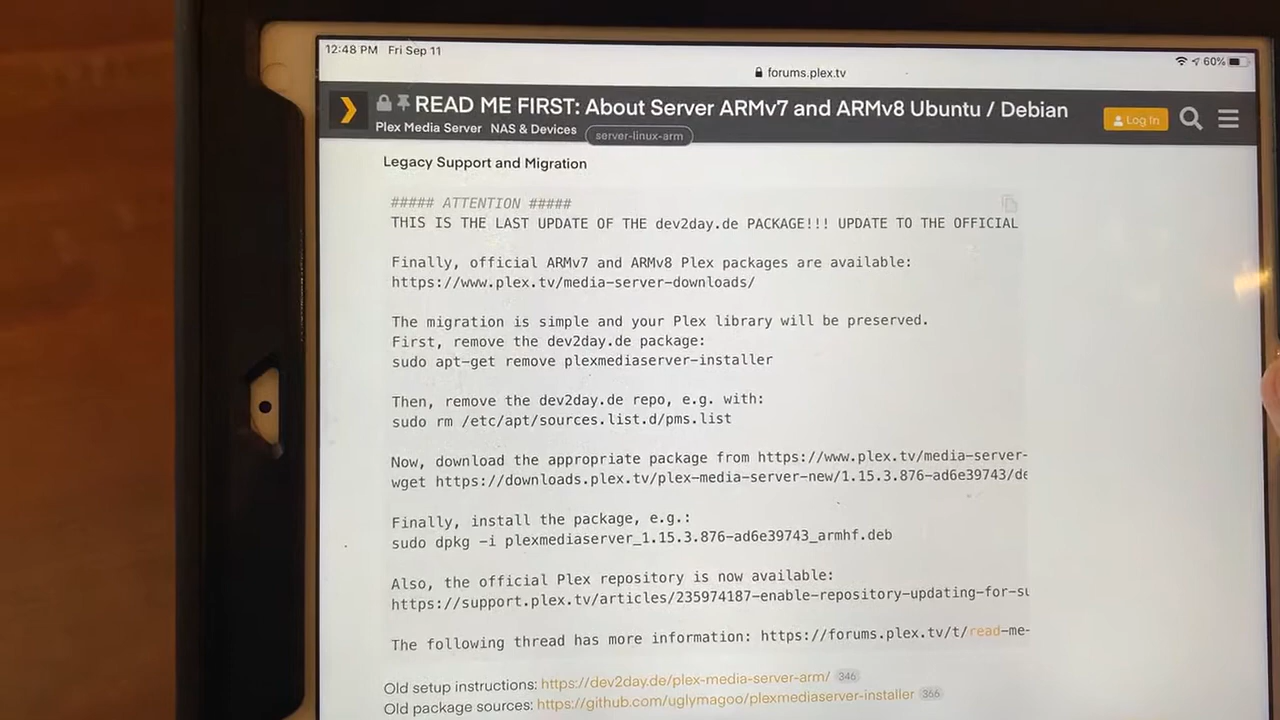 12:48 PM Fri Sep 11
60%
forums.plex.tv
READ ME FIRST: About Server ARMv7 and ARMv8 Ubuntu / Debian
Plex Media Server NAS & Devices server-linux-arm
Log In
Legacy Support and Migration
##### ATTENTION #####
THIS IS THE LAST UPDATE OF THE dev2day.de PACKAGE!!! UPDATE TO THE OFFICIAL
Finally, official ARMv7 and ARMv8 Plex packages are available:
https://www.plex.tv/media-server-downloads/
The migration is simple and your Plex library will be preserved.
First, remove the dev2day.de package:
sudo apt-get remove plexmediaserver-installer
Then, remove the dev2day.de repo, e.g. with:
sudo rm /etc/apt/sources.list.d/pms.list
Now, download the appropriate package from https://www.plex.tv/media-server-
wget https://downloads.plex.tv/plex-media-server-new/1.15.3.876-ad6e39743/de
Finally, install the package, e.g.:
sudo dpkg -i plexmediaserver_1.15.3.876-ad6e39743_armhf.deb
Also, the official Plex repository is now available:
https://support.plex.tv/articles/235974187-enable-repository-updating-for-su
The following thread has more information: https://forums.plex.tv/t/read-me-
Old setup instructions: https://dev2day.de/plex-media-server-arm/ 346
Old package sources: https://github.com/uglymagoo/plexmediaserver-installer 366